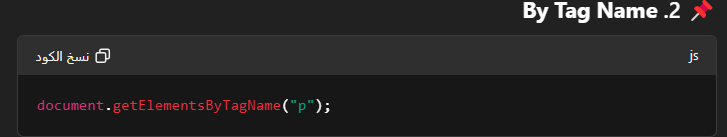 📌 2. By Tag Name
js
نسخ الكود
document.getElementsByTagName("p");